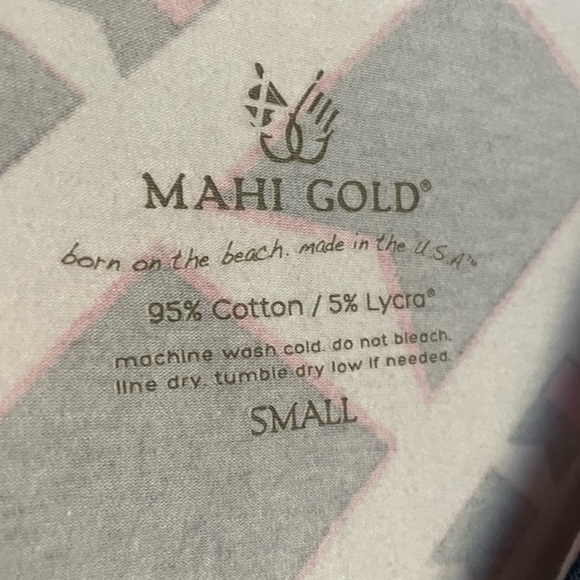 MAHI GOLD®
born on the beach. made in the U.S.A™
95% Cotton / 5% Lycra®
machine wash cold. do not bleach.
line dry. tumble dry low if needed.
SMALL